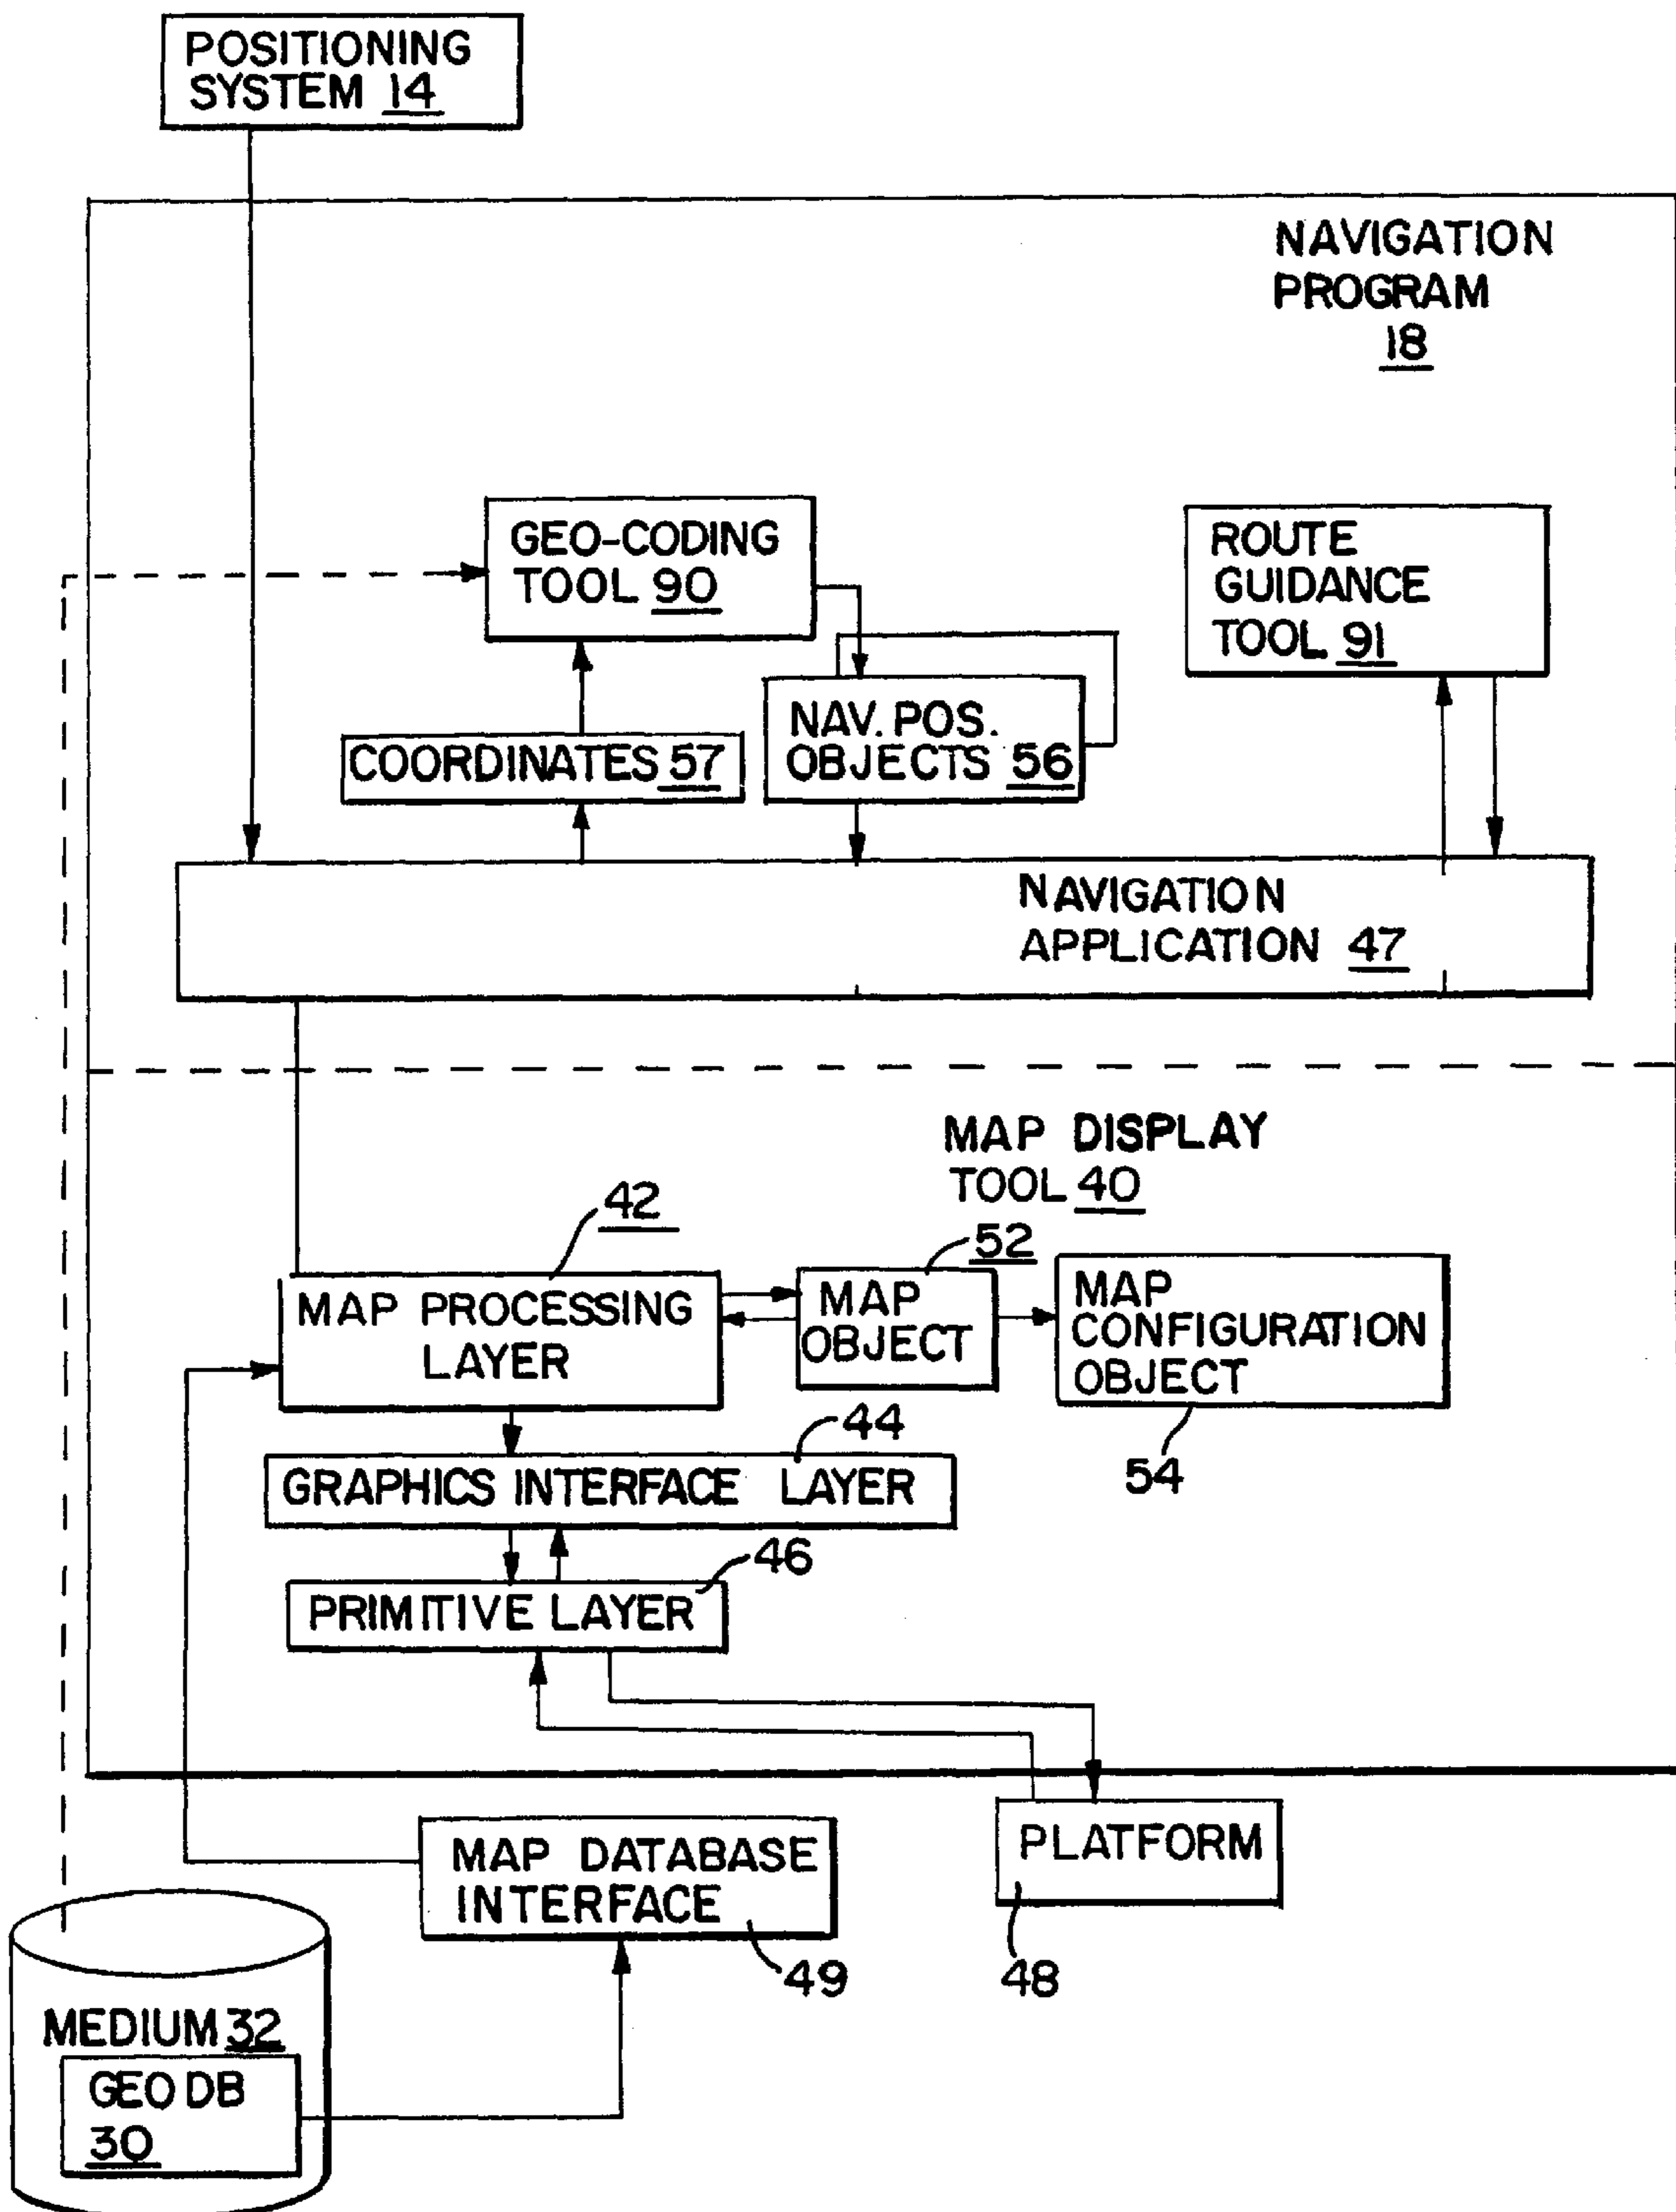 POSITIONING
SYSTEM 14
NAVIGATION
PROGRAM
18
GEO-CODING
TOOL 90
ROUTE
GUIDANCE
TOOL 91
NAV. POS.
OBJECTS 56
COORDINATES 57
NAVIGATION
APPLICATION 47
MAP DISPLAY
TOOL 40
42
52
MAP PROCESSING
LAYER
MAP
OBJECT
MAP
CONFIGURATION
OBJECT
54
44
GRAPHICS INTERFACE LAYER
46
PRIMITIVE LAYER
MAP DATABASE
INTERFACE
49
PLATFORM
48
MEDIUM 32
GEO DB
30